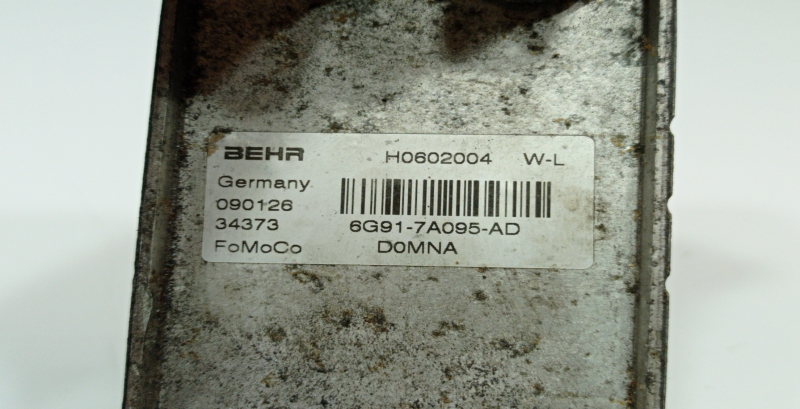 BEHR H0602004 W-L
Germany
090126
34373 6G91-7A095-AD
FoMoCo D0MNA